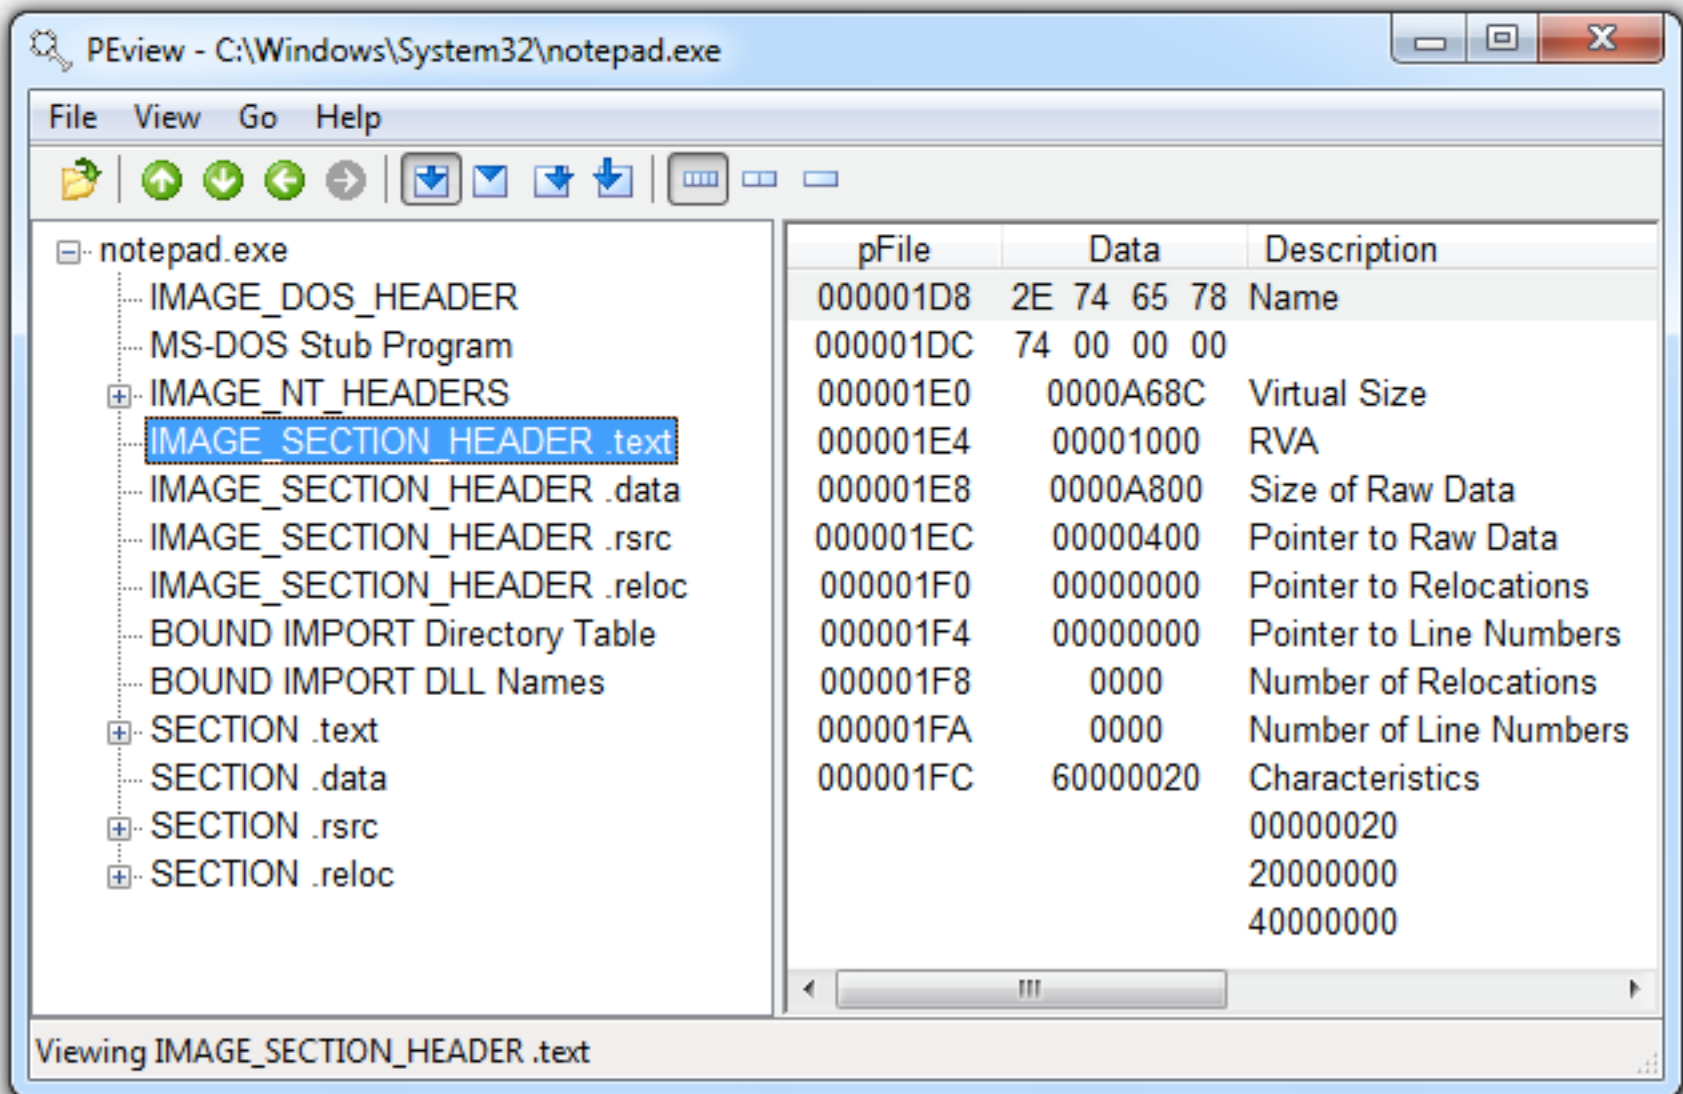 PEview - C:\Windows\System32\notepad.exe
File View Go Help
notepad.exe
IMAGE_DOS_HEADER
MS-DOS Stub Program
IMAGE_NT_HEADERS
IMAGE_SECTION_HEADER .text
IMAGE_SECTION_HEADER .data
IMAGE_SECTION_HEADER .rsrc
IMAGE_SECTION_HEADER .reloc
BOUND IMPORT Directory Table
BOUND IMPORT DLL Names
SECTION .text
SECTION .data
SECTION .rsrc
SECTION .reloc
pFile Data Description
000001D8 2E 74 65 78 Name
000001DC 74 00 00 00
000001E0 0000A68C Virtual Size
000001E4 00001000 RVA
000001E8 0000A800 Size of Raw Data
000001EC 00000400 Pointer to Raw Data
000001F0 00000000 Pointer to Relocations
000001F4 00000000 Pointer to Line Numbers
000001F8 0000 Number of Relocations
000001FA 0000 Number of Line Numbers
000001FC 60000020 Characteristics
00000020
20000000
40000000
Viewing IMAGE_SECTION_HEADER .text